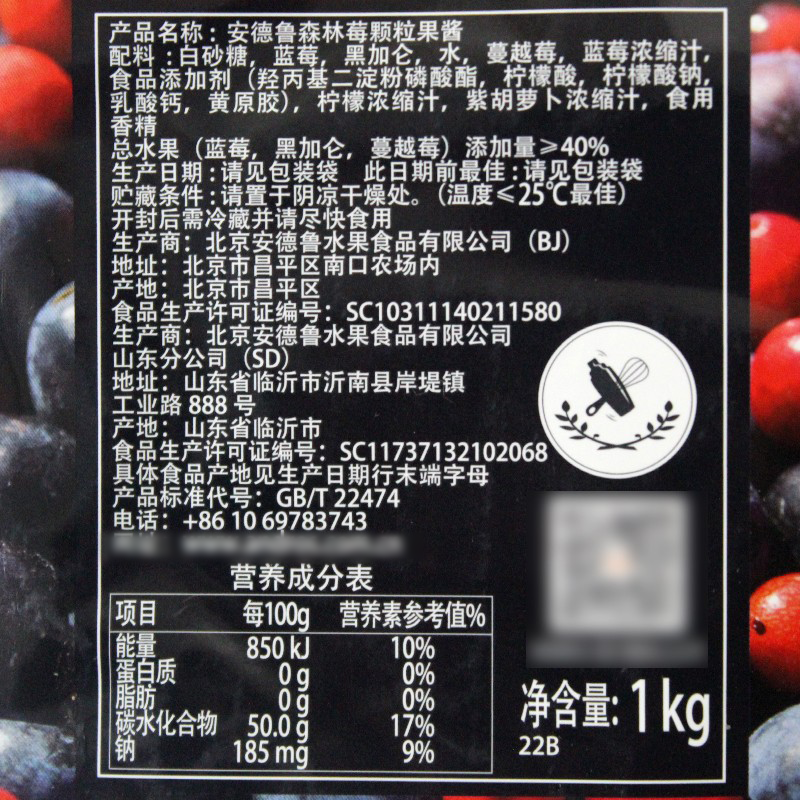 产品名称：安德鲁森林莓颗粒果酱
配料：白砂糖，蓝莓，黑加仑，水，蔓越莓，蓝莓浓缩汁，
食品添加剂（羟丙基二淀粉磷酸酯，柠檬酸，柠檬酸钠，
乳酸钙，黄原胶），柠檬浓缩汁，紫胡萝卜浓缩汁，食用
香精
总水果（蓝莓，黑加仑，蔓越莓）添加量≥40%
生产日期：请见包装袋 此日期前最佳：请见包装袋
贮藏条件：请置于阴凉干燥处。（温度≤25℃最佳）
开封后需冷藏并请尽快食用
生产商：北京安德鲁水果食品有限公司（BJ）
地址：北京市昌平区南口农场内
产地：北京市昌平区
食品生产许可证编号：SC10311140211580
生产商：北京安德鲁水果食品有限公司
山东分公司（SD）
地址：山东省临沂市沂南县岸堤镇
工业路 888 号
产地：山东省临沂市
食品生产许可证编号：SC11737132102068
具体食品产地见生产日期行末端字母
产品标准代号：GB/T 22474
电话：+86 10 69783743
营养成分表
项目 每100g 营养素参考值%
能量 850 kJ 10%
蛋白质 0 g 0%
脂肪 0 g 0%
碳水化合物 50.0 g 17%
钠 185 mg 9%
净含量：1 kg
22B